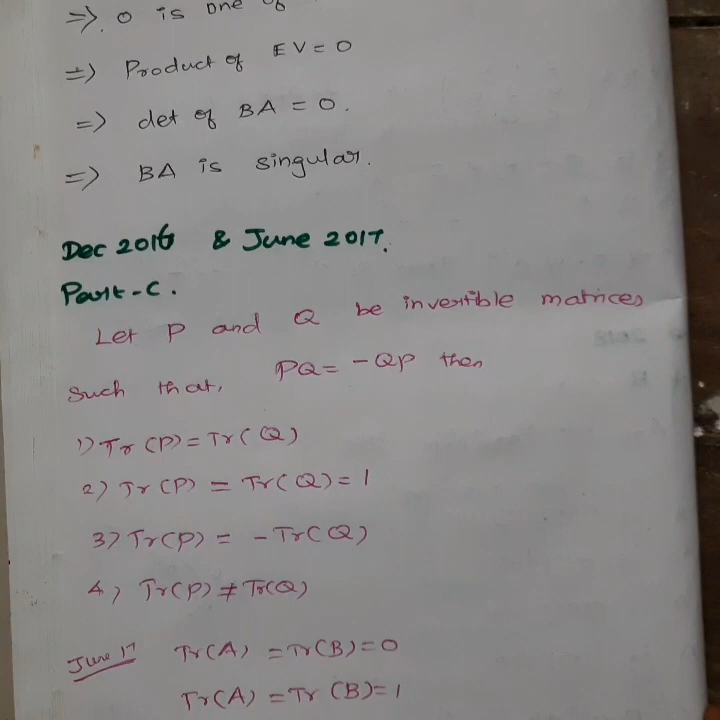 => 0 is one of
=> Product of EV = 0
=> det of BA = 0.
=> BA is singular.
Dec 2016 & June 2017.
Part-C.
Let P and Q be invertible matrices
Such that, PQ = -QP then
1) Tr (P) = Tr (Q)
2) Tr (P) = Tr (Q) = 1
3) Tr(P) = - Tr(Q)
4) Tr(P) ≠ Tr(Q)
June 17 Tr(A) = Tr(B) = 0
Tr(A) = Tr (B) = 1